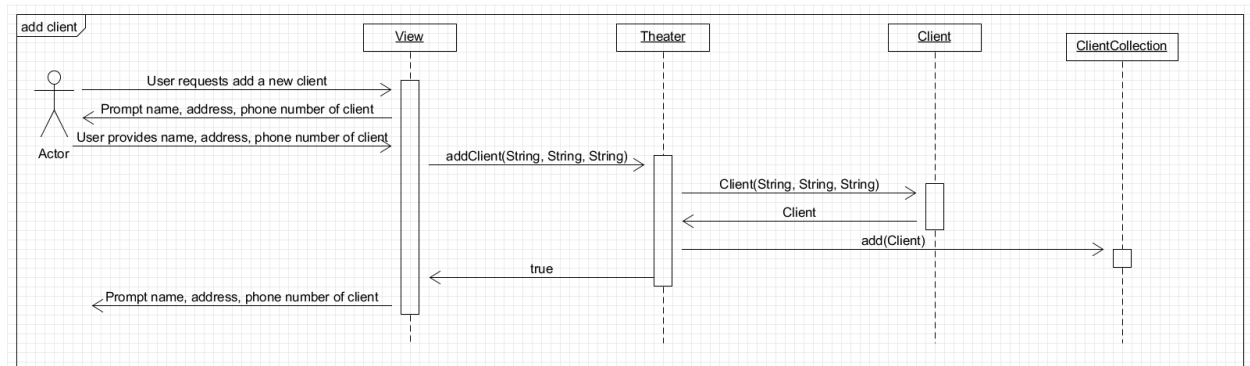 add client
View
Theater
Client
ClientCollection
User requests add a new client
Prompt name, address, phone number of client
User provides name, address, phone number of client
Actor
addClient(String, String, String)
Client(String, String, String)
Client
add(Client)
true
Prompt name, address, phone number of client